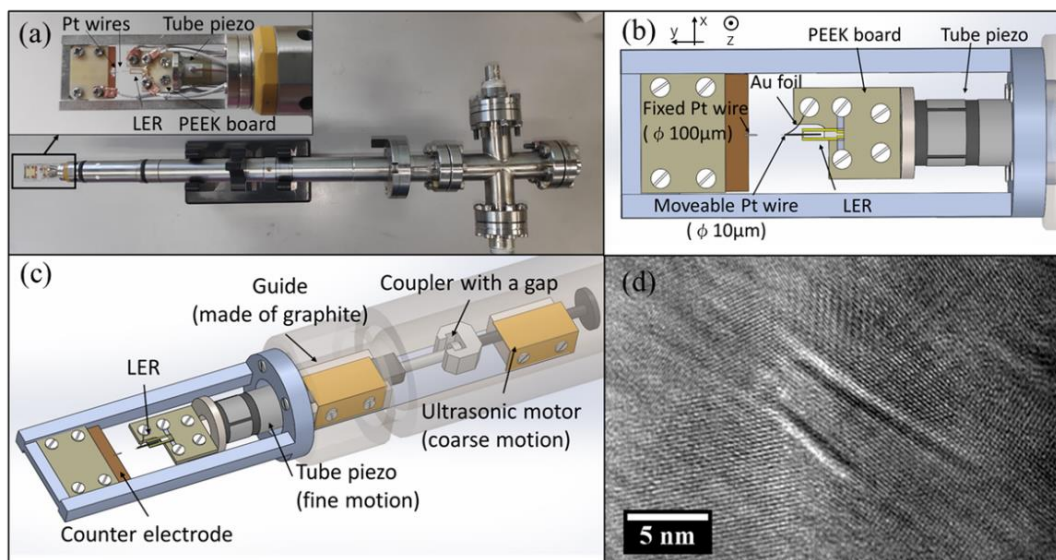 (a)
Pt wires
Tube piezo
LER
PEEK board
(b)
x
y
z
PEEK board
Tube piezo
Au foil
Fixed Pt wire
( ϕ 100μm)
Moveable Pt wire
( ϕ 10μm)
LER
(c)
Guide
(made of graphite)
Coupler with a gap
LER
Ultrasonic motor
(coarse motion)
Tube piezo
(fine motion)
Counter electrode
(d)
5 nm